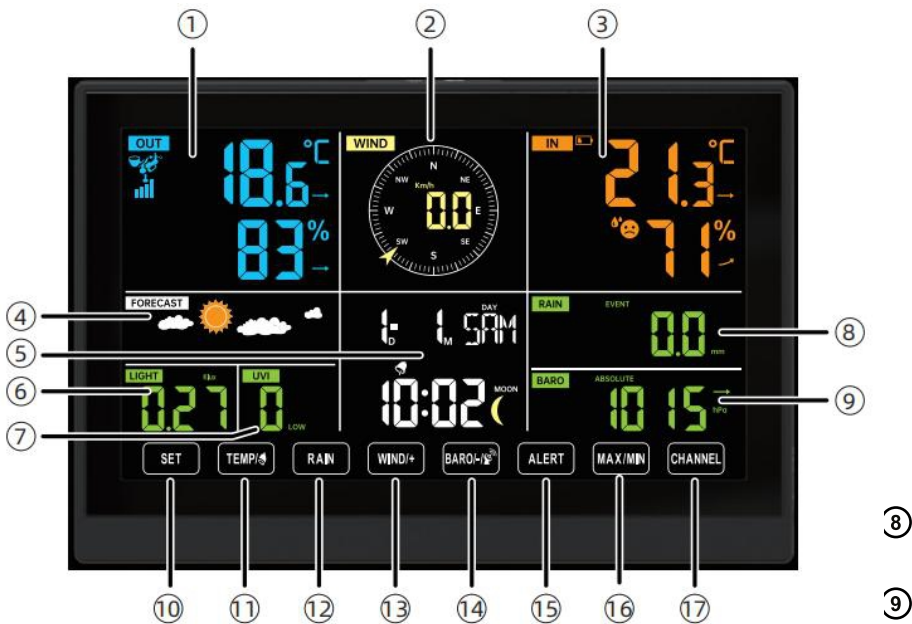 ① ② ③
OUT 18.6 °C
83 %
WIND
N
NW NE
Km/h
W 0.0 E
SW SE
S
IN 21.3 °C
71 %
④ FORECAST
⑤
DAY
1- D 1 M SAM
RAIN EVENT
0.0 mm
⑧
⑥ LIGHT
0.27
⑦ UVI
0 LOW
10:02 MOON
BARO ABSOLUTE
1015 hPa
⑨
SET TEMP/ RAIN WIND/+ BARO/-/ ALERT MAX/MIN CHANNEL
⑩ ⑪ ⑫ ⑬ ⑭ ⑮ ⑯ ⑰
⑧
⑨